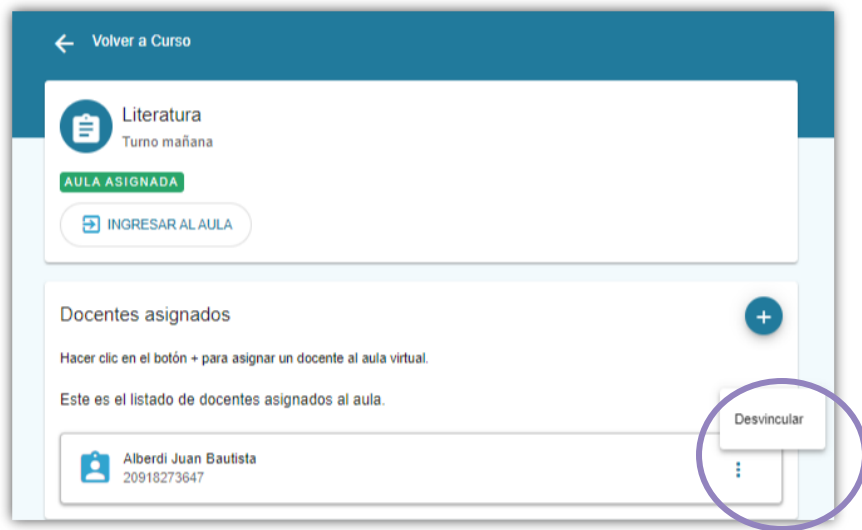 Volver a Curso
Literatura
Turno mañana
AULA ASIGNADA
INGRESAR AL AULA
Docentes asignados
Hacer clic en el botón + para asignar un docente al aula virtual.
Este es el listado de docentes asignados al aula.
Desvincular
Alberdi Juan Bautista
20918273647